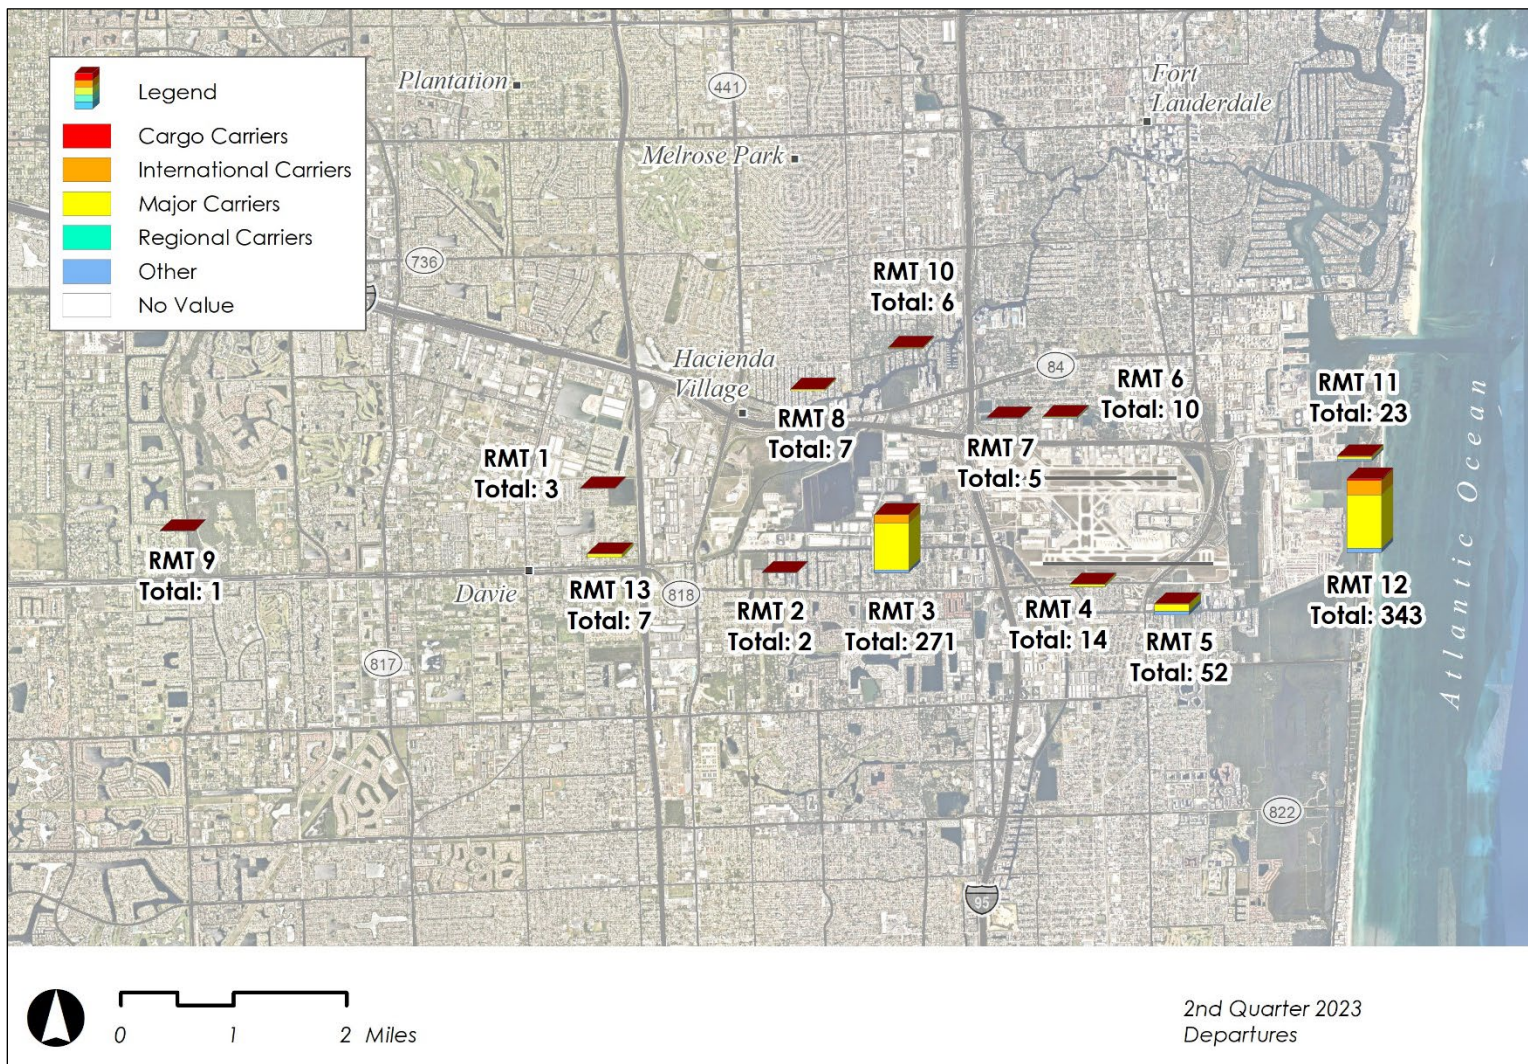 Legend
Cargo Carriers
International Carriers
Major Carriers
Regional Carriers
Other
No Value
Plantation
441
Fort
Lauderdale
Melrose Park
736
RMT 10
Total: 6
Hacienda
Village
84
RMT 6
Total: 10
RMT 11
Total: 23
RMT 8
Total: 7
RMT 7
Total: 5
RMT 1
Total: 3
Atlantic Ocean
RMT 9
Total: 1
Davie
RMT 13
Total: 7
818
RMT 2
Total: 2
RMT 3
Total: 271
RMT 4
Total: 14
RMT 5
Total: 52
RMT 12
Total: 343
817
822
95
0 1 2 Miles
2nd Quarter 2023
Departures